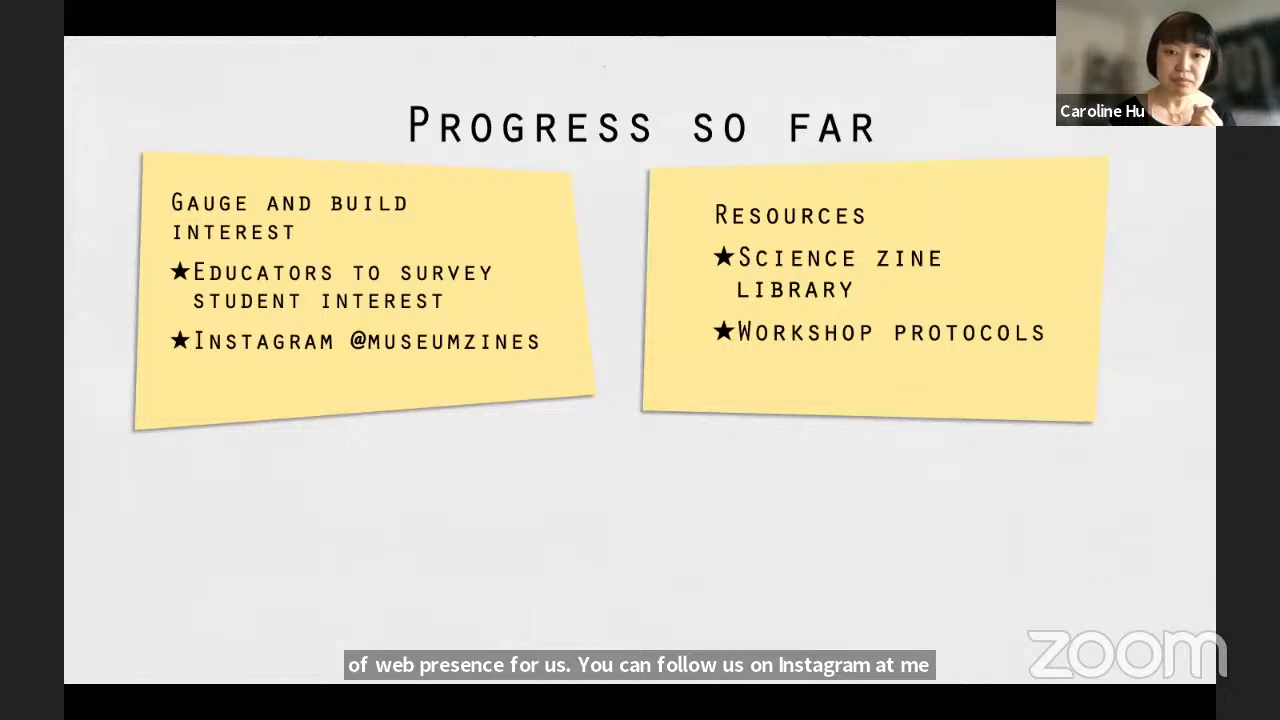 Caroline Hu
Progress so far
Gauge and build
interest
★Educators to survey
student interest
★Instagram @museumzines
Resources
★Science zine
library
★Workshop protocols
of web presence for us. You can follow us on Instagram at me
zoom